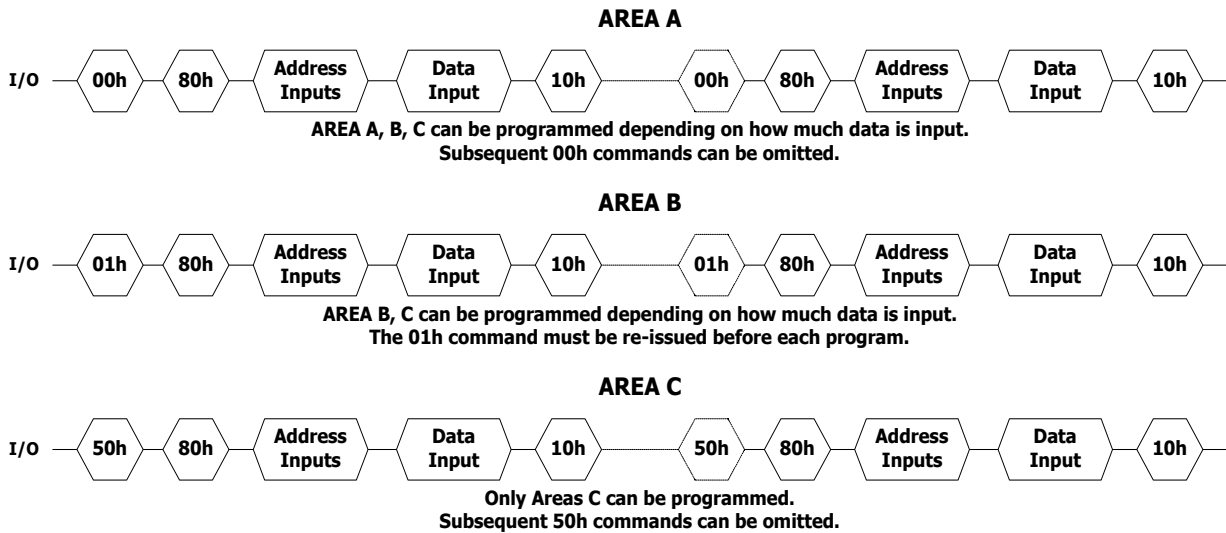 AREA A
I/O 00h 80h Address Inputs Data Input 10h 00h 80h Address Inputs Data Input 10h
AREA A, B, C can be programmed depending on how much data is input.
Subsequent 00h commands can be omitted.
AREA B
I/O 01h 80h Address Inputs Data Input 10h 01h 80h Address Inputs Data Input 10h
AREA B, C can be programmed depending on how much data is input.
The 01h command must be re-issued before each program.
AREA C
I/O 50h 80h Address Inputs Data Input 10h 50h 80h Address Inputs Data Input 10h
Only Areas C can be programmed.
Subsequent 50h commands can be omitted.